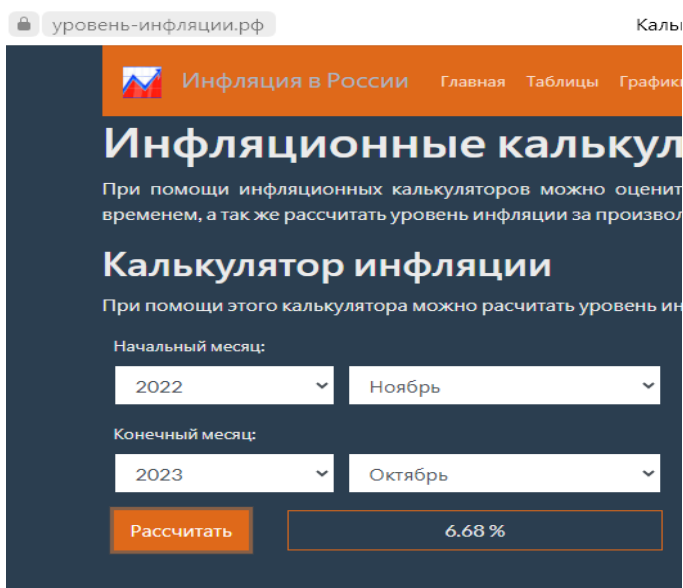 уровень-инфляции.рф
Инфляция в России Главная Таблицы
Инфляционные
При помощи инфляционных калькуляторов можно
временем, а так же рассчитать уровень инфляции за
Калькулятор инфляции
При помощи этого калькулятора можно расчитать уровень
Начальный месяц:
2022 Ноябрь
Конечный месяц:
2023 Октябрь
Рассчитать 6.68 %